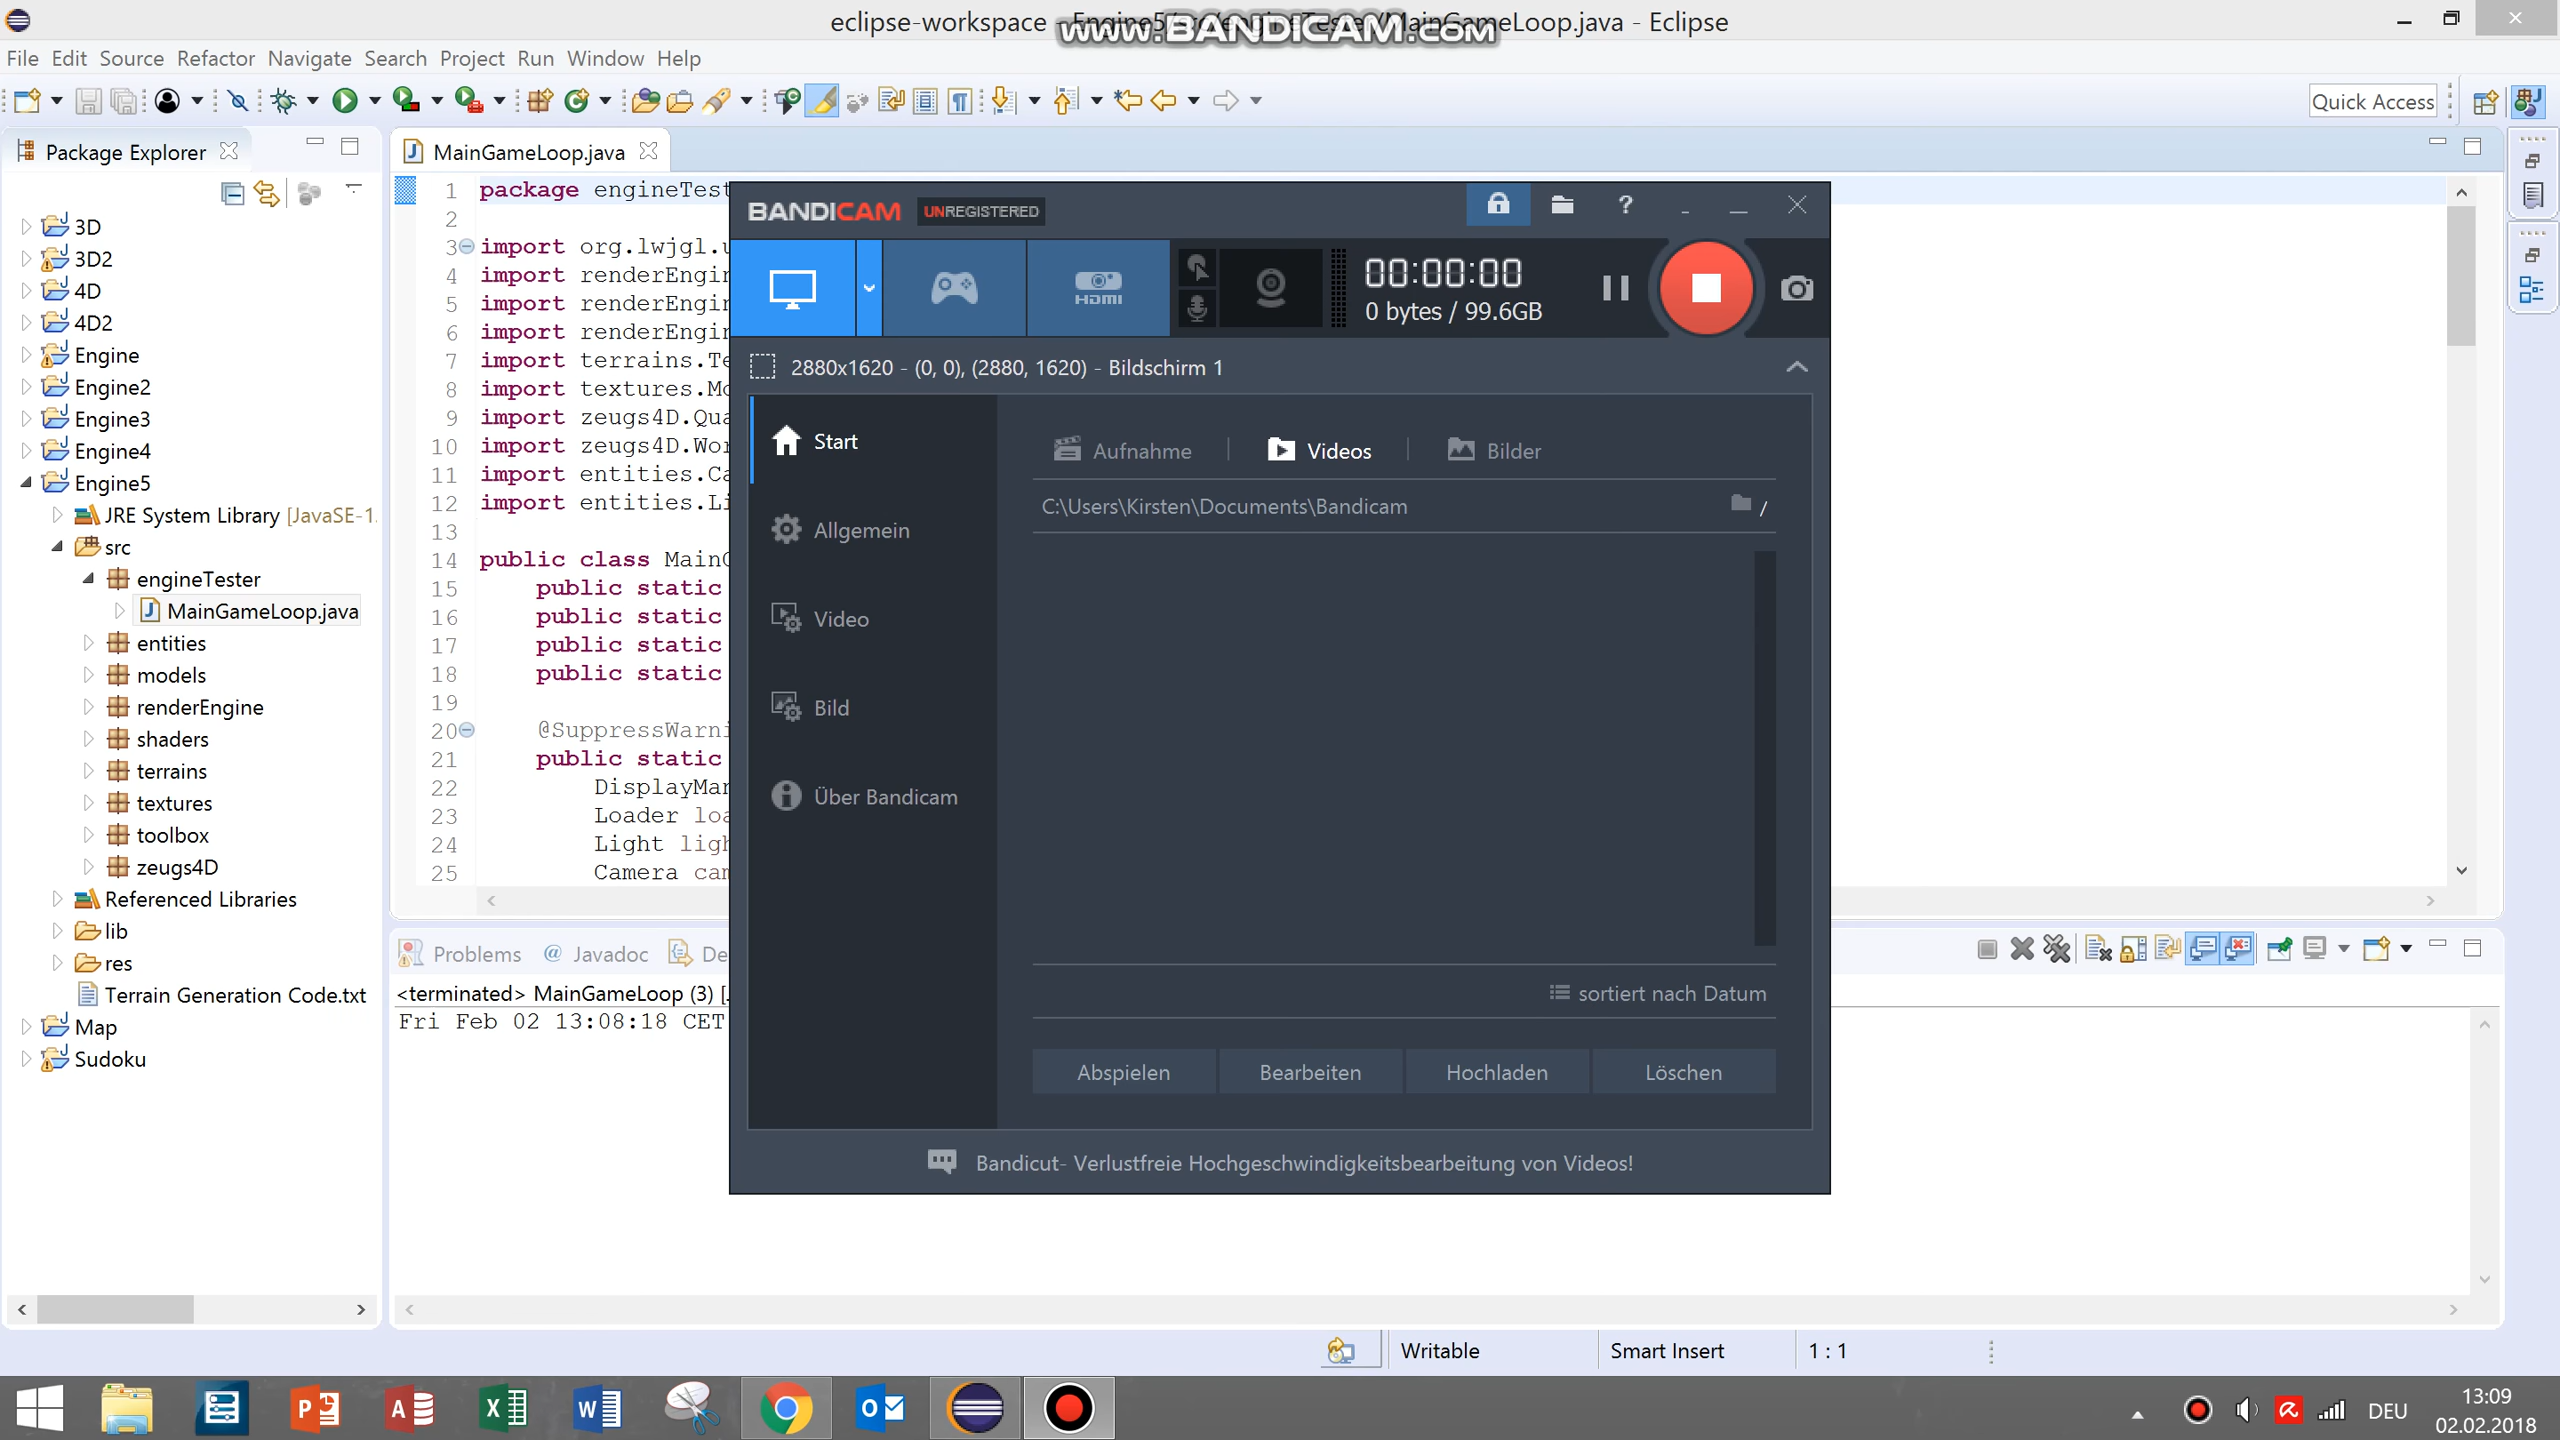 eclipse-workspace - Engine5/src/engineTester/MainGameLoop.java - Eclipse
www.BANDICAM.com
File Edit Source Refactor Navigate Search Project Run Window Help
Quick Access
Package Explorer
MainGameLoop.java
3D
3D2
4D
4D2
Engine
Engine2
Engine3
Engine4
Engine5
JRE System Library [JavaSE-1.
src
engineTester
MainGameLoop.java
entities
models
renderEngine
shaders
terrains
textures
toolbox
zeugs4D
Referenced Libraries
lib
res
Terrain Generation Code.txt
Map
Sudoku
1 package engineTest
2
3 import org.lwjgl.u
4 import renderEngin
5 import renderEngin
6 import renderEngin
7 import terrains.Te
8 import textures.Mo
9 import zeugs4D.Qua
10 import zeugs4D.Wor
11 import entities.Ca
12 import entities.Li
13
14 public class MainG
15 public static
16 public static
17 public static
18 public static
19
20 @SuppressWarni
21 public static
22 DisplayMan
23 Loader loa
24 Light ligh
25 Camera cam
BANDICAM UNREGISTERED
?
HDMI
00:00:00
0 bytes / 99.6GB
2880x1620 - (0, 0), (2880, 1620) - Bildschirm 1
Start
Allgemein
Video
Bild
Über Bandicam
Aufnahme
Videos
Bilder
C:\Users\Kirsten\Documents\Bandicam
/
sortiert nach Datum
Abspielen
Bearbeiten
Hochladen
Löschen
Bandicut- Verlustfreie Hochgeschwindigkeitsbearbeitung von Videos!
Problems @ Javadoc De
<terminated> MainGameLoop (3) [
Fri Feb 02 13:08:18 CET
Writable
Smart Insert
1 : 1
DEU
13:09
02.02.2018